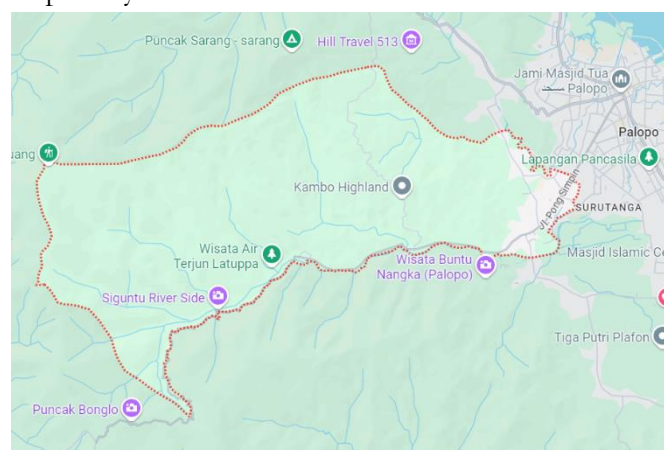 Puncak Sarang - sarang
Hill Travel 513
Jami Masjid Tua
Palopo
Palopo
uang
Lapangan Pancasila
Kambo Highland
Jl. Pong Simpin
SURUTANGA
Wisata Air
Terjun Latuppa
Wisata Buntu
Nangka (Palopo)
Masjid Islamic Ce
Siguntu River Side
Tiga Putri Plafon
Puncak Bonglo